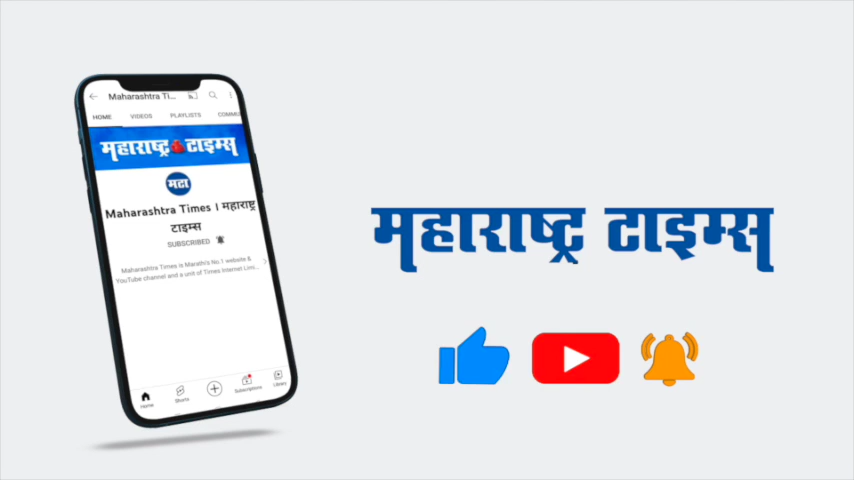 Maharashtra Ti...
HOME VIDEOS PLAYLISTS COMMU
महाराष्ट्र टाइम्स
मटा
Maharashtra Times । महाराष्ट्र
टाइम्स
SUBSCRIBED
Maharashtra Times is Marathi's No.1 website &
YouTube channel and a unit of Times Internet Limi...
Home Shorts Subscriptions Library
महाराष्ट्र टाइम्स